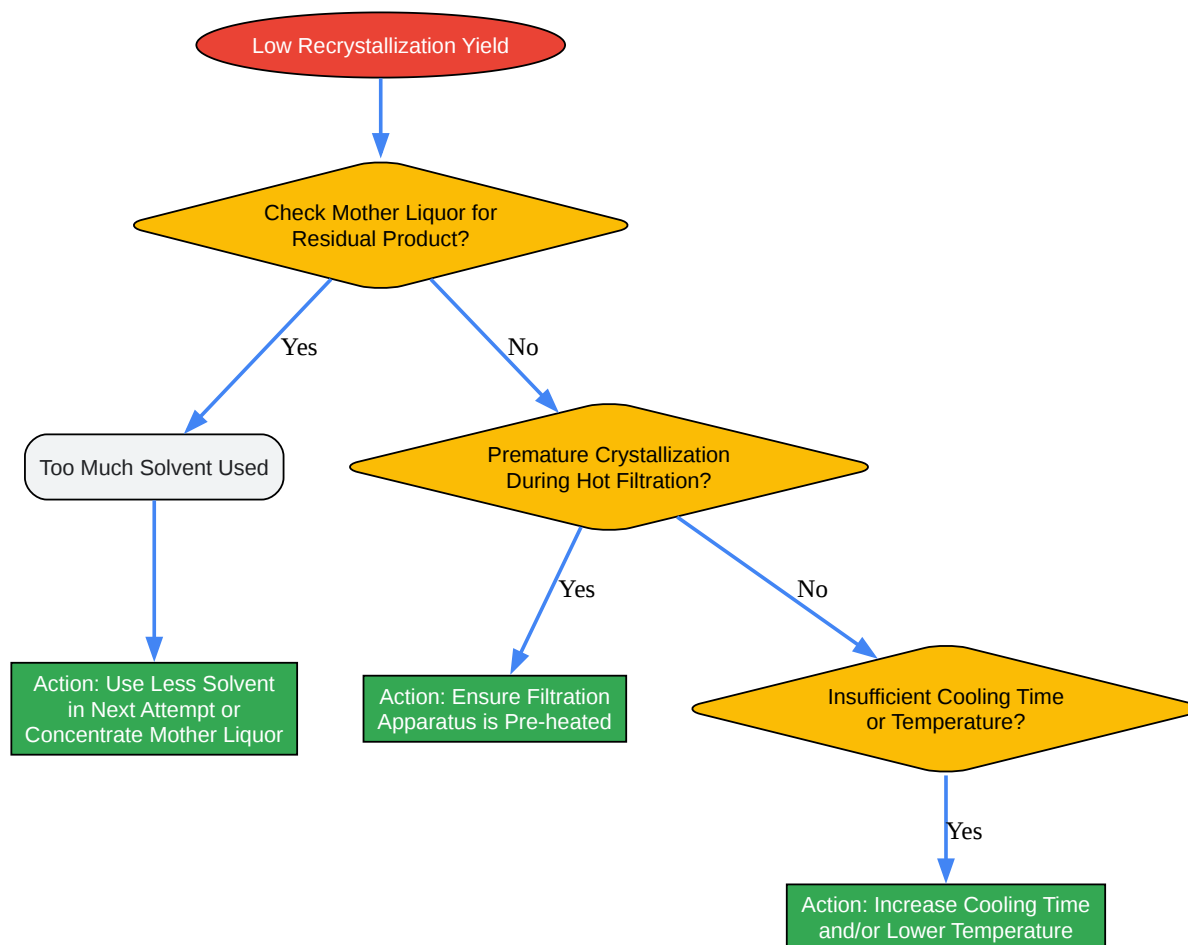 Low Recrystallization Yield
Check Mother Liquor for
Residual Product?
Yes
No
Too Much Solvent Used
Premature Crystallization
During Hot Filtration?
Yes
No
Action: Use Less Solvent
in Next Attempt or
Concentrate Mother Liquor
Action: Ensure Filtration
Apparatus is Pre-heated
Insufficient Cooling Time
or Temperature?
Yes
Action: Increase Cooling Time
and/or Lower Temperature